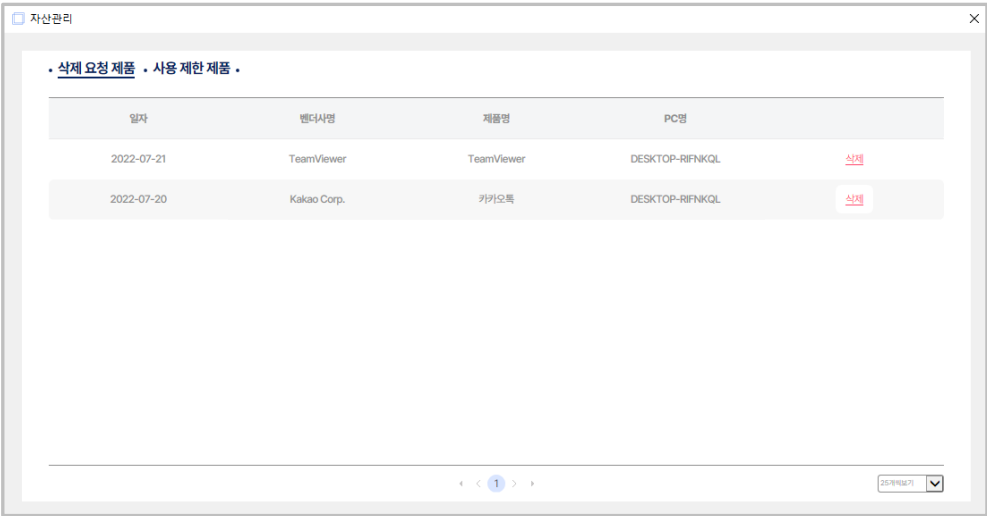 자산관리
• 삭제 요청 제품 • 사용 제한 제품 •
일자 벤더사명 제품명 PC명
2022-07-21 TeamViewer TeamViewer DESKTOP-RIFNKQL 삭제
2022-07-20 Kakao Corp. 카카오톡 DESKTOP-RIFNKQL 삭제
1
25개씩보기